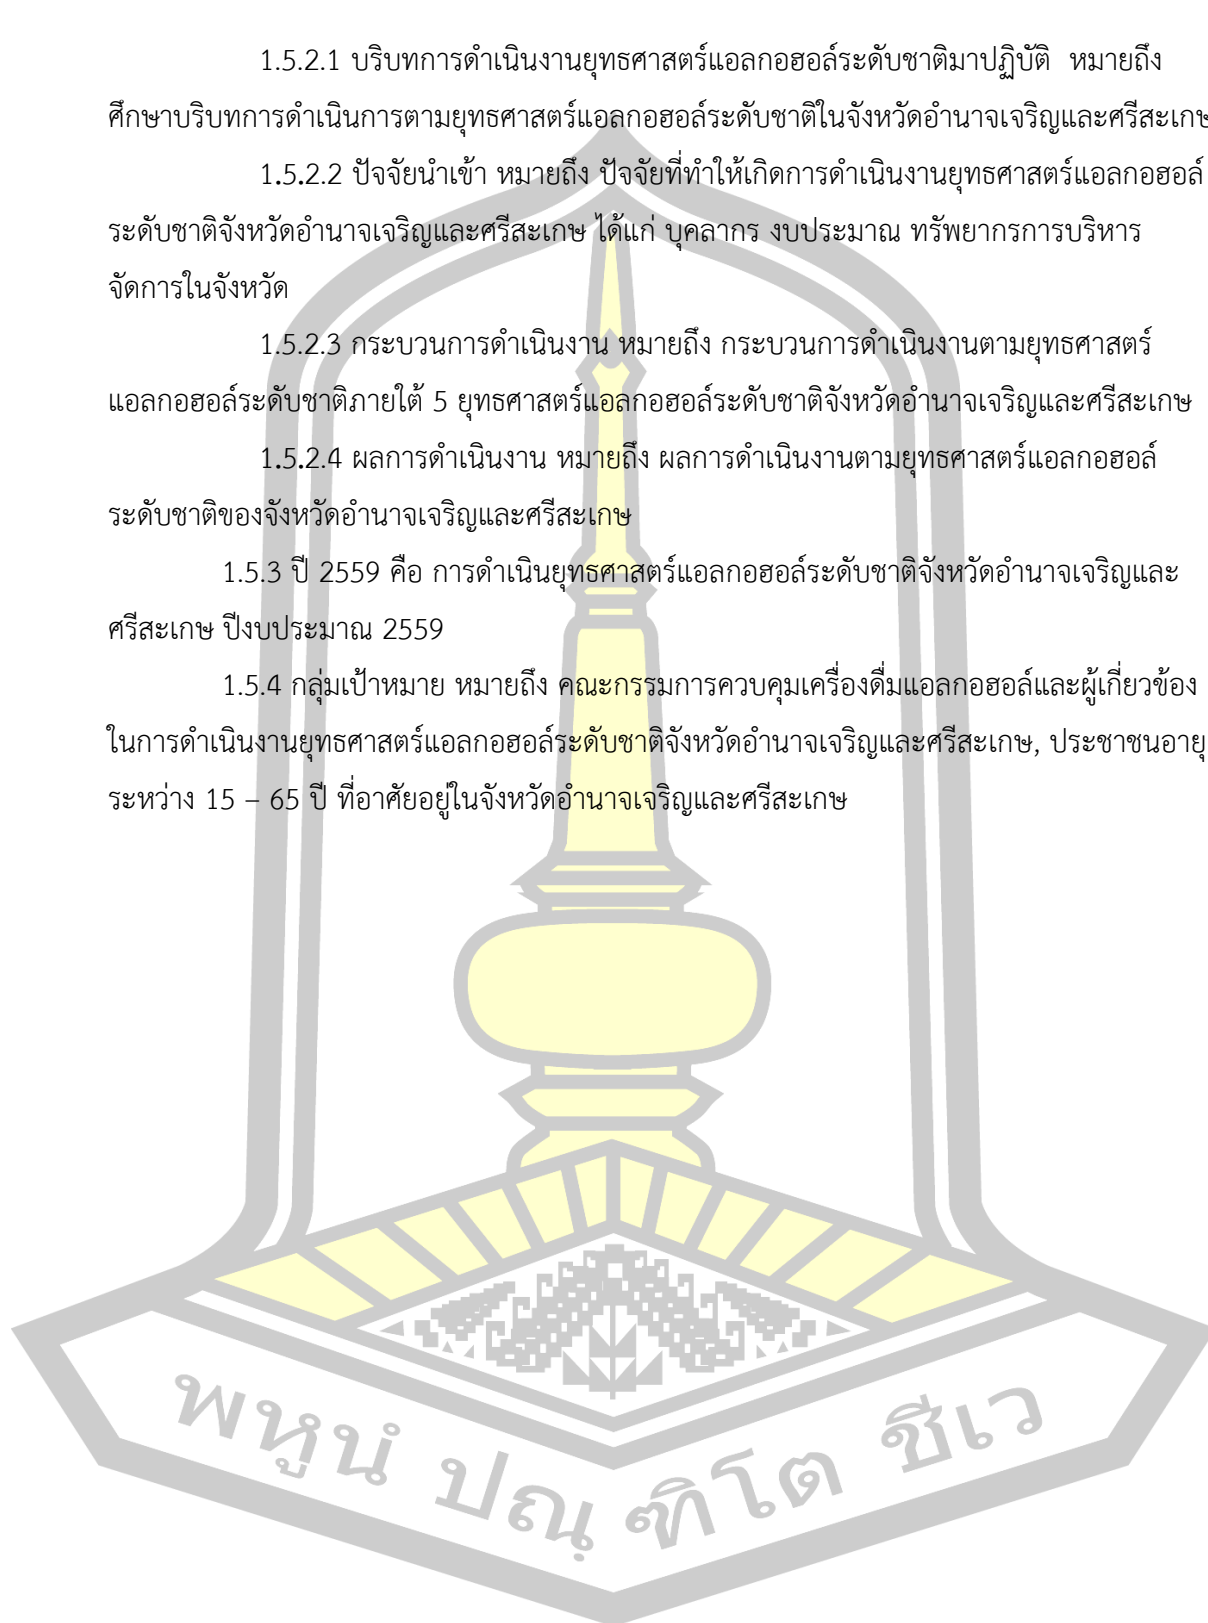 1.5.2.1 บริบทการดำเนินงานยุทธศาสตร์แอลกอฮอล์ระดับชาติมาปฏิบัติ หมายถึง
ศึกษาบริบทการดำเนินการตามยุทธศาสตร์แอลกอฮอล์ระดับชาติในจังหวัดอำนาจเจริญและศรีสะเกษ
1.5.2.2 ปัจจัยนำเข้า หมายถึง ปัจจัยที่ทำให้เกิดการดำเนินงานยุทธศาสตร์แอลกอฮอล์
ระดับชาติจังหวัดอำนาจเจริญและศรีสะเกษ ได้แก่ บุคลากร งบประมาณ ทรัพยากรการบริหาร
จัดการในจังหวัด
1.5.2.3 กระบวนการดำเนินงาน หมายถึง กระบวนการดำเนินงานตามยุทธศาสตร์
แอลกอฮอล์ระดับชาติภายใต้ 5 ยุทธศาสตร์แอลกอฮอล์ระดับชาติจังหวัดอำนาจเจริญและศรีสะเกษ
1.5.2.4 ผลการดำเนินงาน หมายถึง ผลการดำเนินงานตามยุทธศาสตร์แอลกอฮอล์
ระดับชาติของจังหวัดอำนาจเจริญและศรีสะเกษ
1.5.3 ปี 2559 คือ การดำเนินยุทธศาสตร์แอลกอฮอล์ระดับชาติจังหวัดอำนาจเจริญและ
ศรีสะเกษ ปีงบประมาณ 2559
1.5.4 กลุ่มเป้าหมาย หมายถึง คณะกรรมการควบคุมเครื่องดื่มแอลกอฮอล์และผู้เกี่ยวข้อง
ในการดำเนินงานยุทธศาสตร์แอลกอฮอล์ระดับชาติจังหวัดอำนาจเจริญและศรีสะเกษ, ประชาชนอายุ
ระหว่าง 15 – 65 ปี ที่อาศัยอยู่ในจังหวัดอำนาจเจริญและศรีสะเกษ
พหูนํ ปณฺฑิโต ชีเว